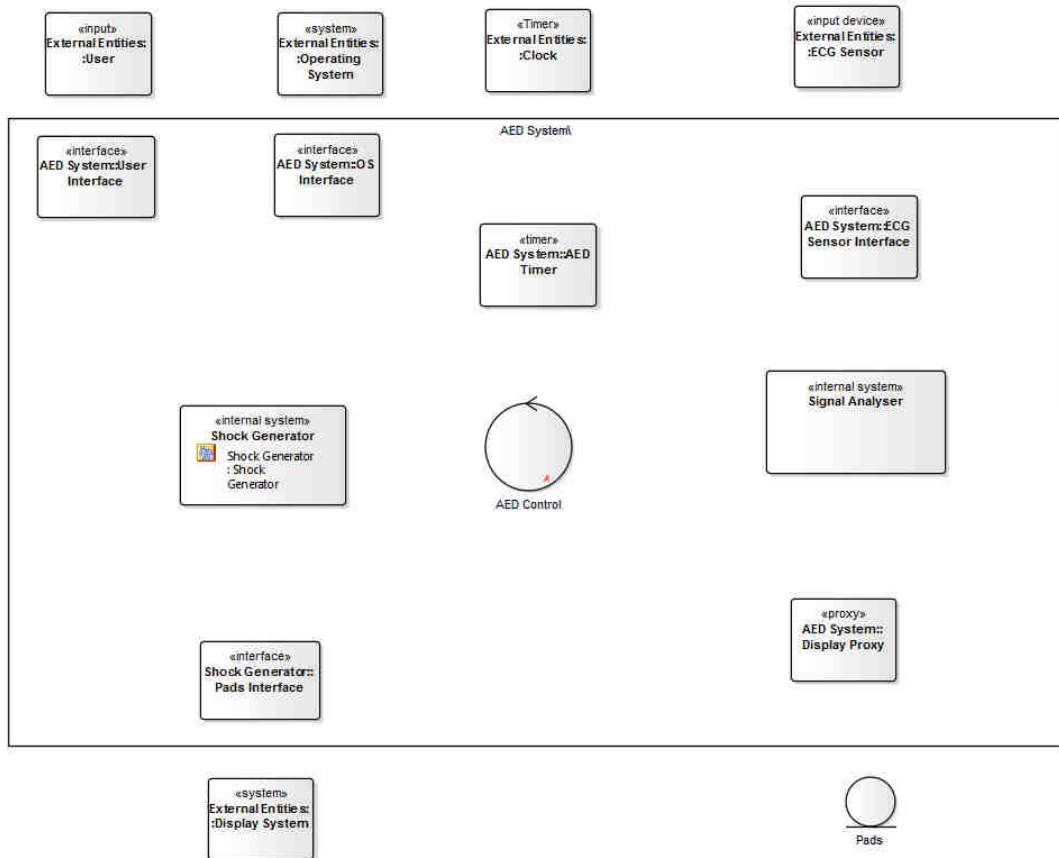 «input»
External Entities:
:User
«system»
External Entities:
:Operating
System
«Timer»
External Entities:
:Clock
«input device»
External Entities:
:ECG Sensor
AED System\
«interface»
AED System::User
Interface
«interface»
AED System::OS
Interface
«timer»
AED System::AED
Timer
«interface»
AED System::ECG
Sensor Interface
«internal system»
Shock Generator
Shock Generator
: Shock
Generator
A
AED Control
«internal system»
Signal Analyser
«interface»
Shock Generator::
Pads Interface
«proxy»
AED System::
Display Proxy
«system»
External Entities:
:Display System
Pads